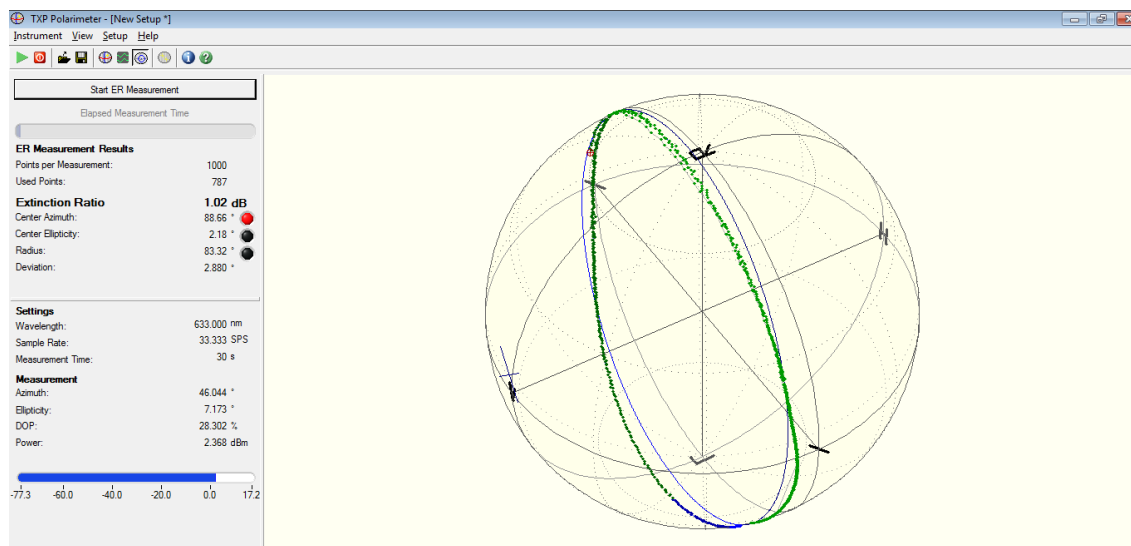 TXP Polarimeter - [New Setup *]
Instrument View Setup Help
Start ER Measurement
Elapsed Measurement Time
ER Measurement Results
Points per Measurement: 1000
Used Points: 787
Extinction Ratio 1.02 dB
Center Azimuth: 88.66 °
Center Ellipticity: 2.18 °
Radius: 83.32 °
Deviation: 2.880 °
Settings
Wavelength: 633.000 nm
Sample Rate: 33.333 SPS
Measurement Time: 30 s
Measurement
Azimuth: 46.044 °
Ellipticity: 7.173 °
DOP: 28.302 %
Power: 2.368 dBm
-77.3 -60.0 -40.0 -20.0 0.0 17.2
R
L